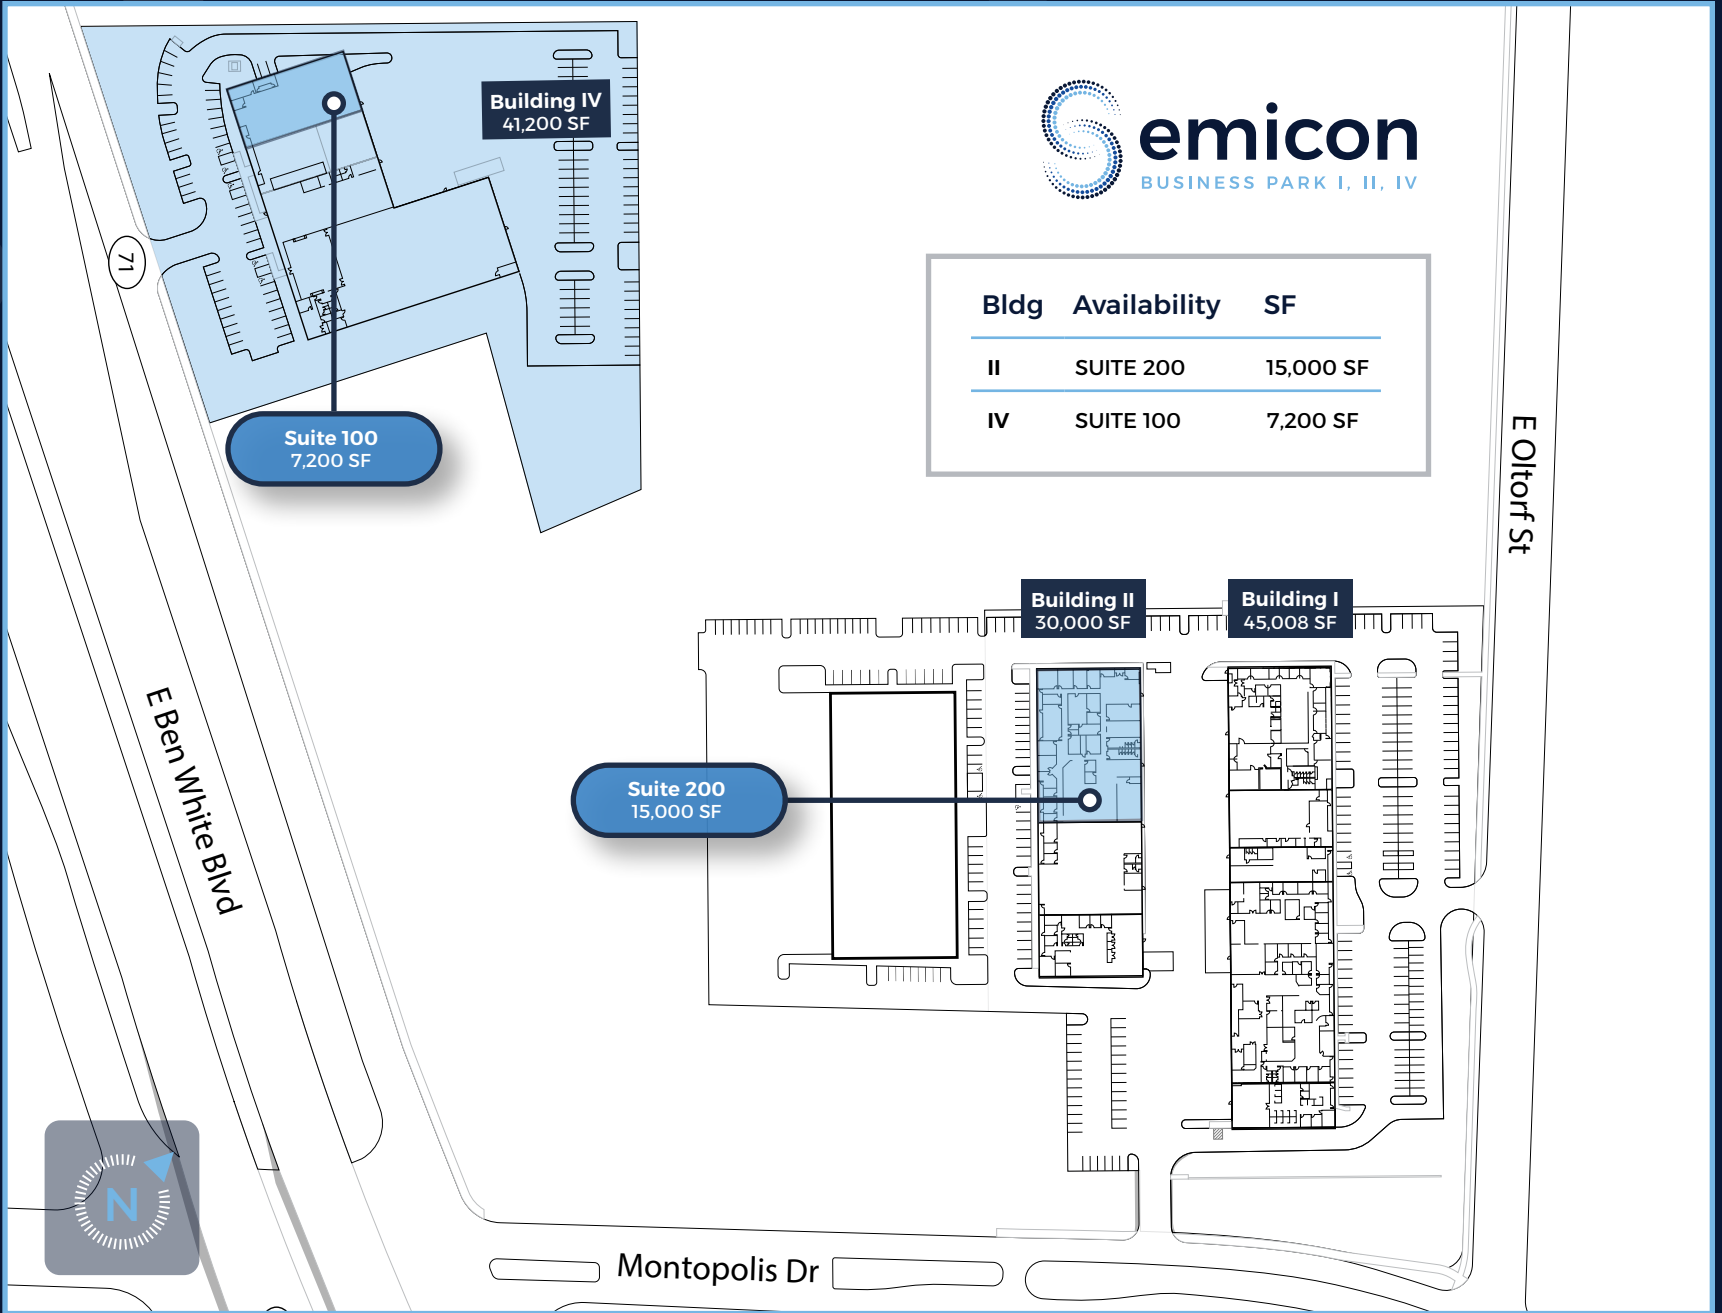 Building IV
41,200 SF
Semicon
BUSINESS PARK I, II, IV
71
Bldg Availability SF
II SUITE 200 15,000 SF
IV SUITE 100 7,200 SF
Suite 100
7,200 SF
E Oltorf St
Building II
30,000 SF
Building I
45,008 SF
E Ben White Blvd
Suite 200
15,000 SF
N
Montopolis Dr